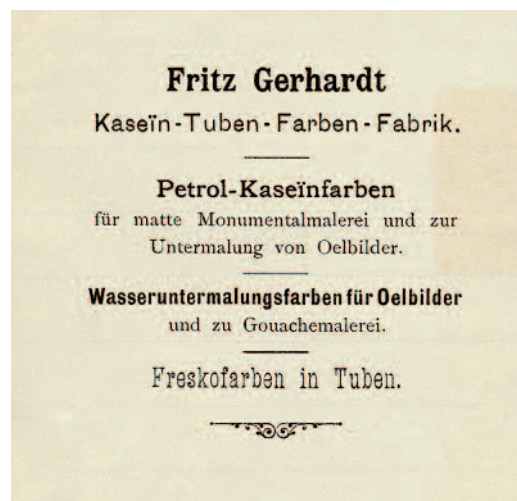 Fritz Gerhardt
Kaseïn-Tuben-Farben-Fabrik.
Petrol-Kaseïnfarben
für matte Monumentalmalerei und zur
Untermalung von Oelbilder.
Wasseruntermalungsfarben für Oelbilder
und zu Gouachemalerei.
Freskofarben in Tuben.